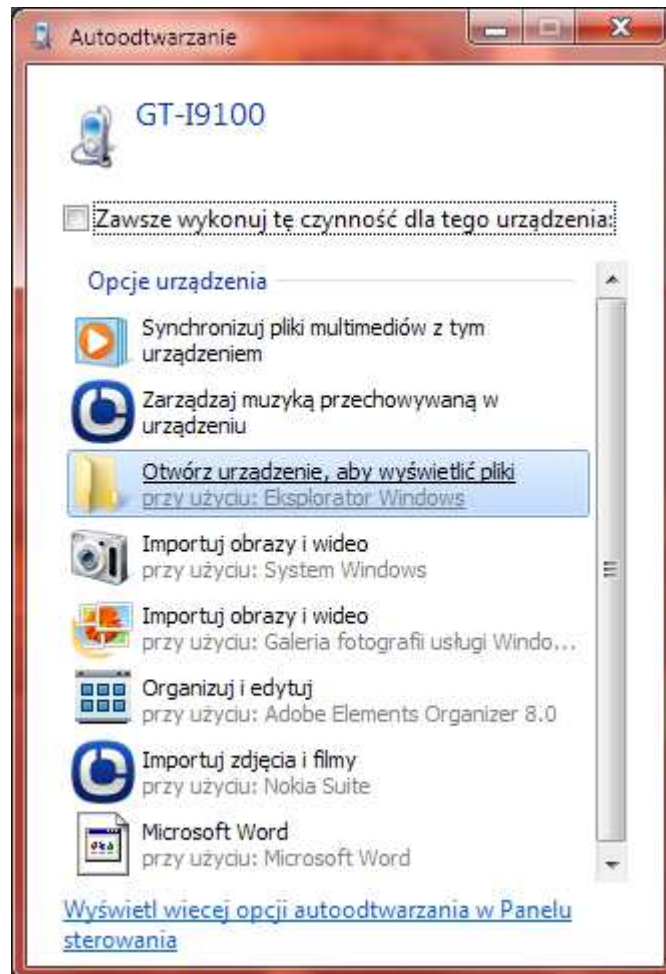 Autoodtwarzanie
GT-I9100
Zawsze wykonuj tę czynność dla tego urządzenia:
Opcje urządzenia
Synchronizuj pliki multimediów z tym
urządzeniem
Zarządzaj muzyką przechowywaną w
urządzeniu
Otwórz urzadzenie, aby wyświetlić pliki
przy użyciu: Eksplorator Windows
Importuj obrazy i wideo
przy użyciu: System Windows
Importuj obrazy i wideo
przy użyciu: Galeria fotografii usługi Windo...
Organizuj i edytuj
przy użyciu: Adobe Elements Organizer 8.0
Importuj zdjęcia i filmy
przy użyciu: Nokia Suite
Microsoft Word
przy użyciu: Microsoft Word
Wyświetl wiecej opcji autoodtwarzania w Panelu
sterowania